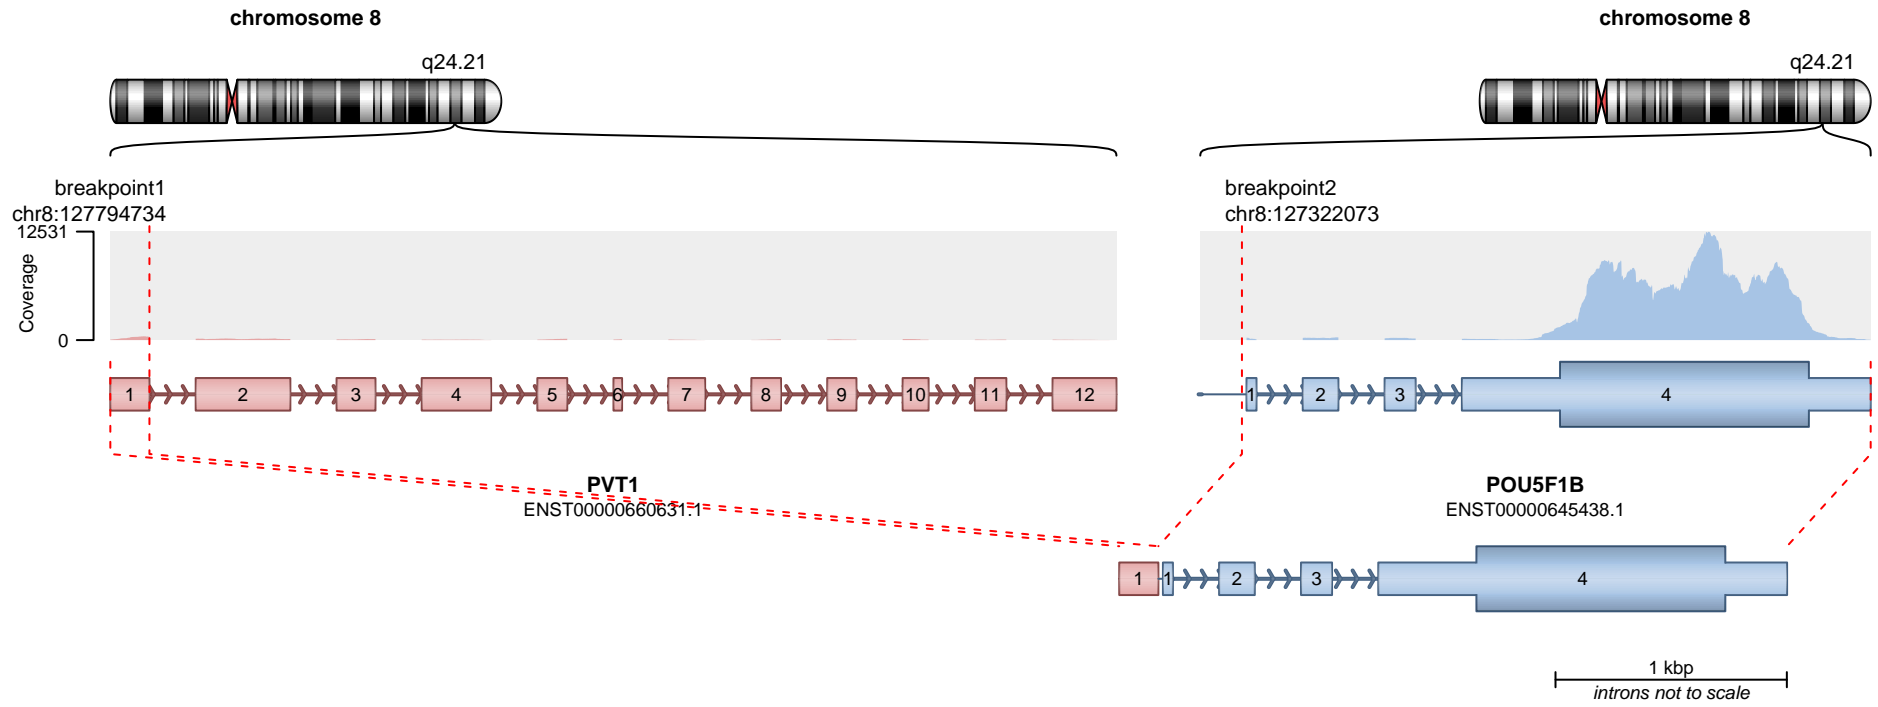 chromosome 8
chromosome 8
q24.21
q24.21
breakpoint1
chr8:127794734
breakpoint2
chr8:127322073
12531
Coverage
0
1 2 3 4 5 6 7 8 9 10 11 12
1 2 3 4
PVT1
ENST00000660631.1
POU5F1B
ENST00000645438.1
1 1 2 3 4
1 kbp
introns not to scale